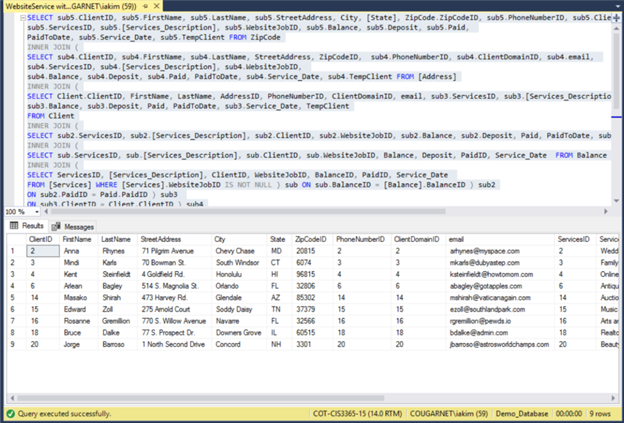 WebsiteService wit...GARNET\iakim (59))
SELECT sub5.ClientID, sub5.FirstName, sub5.LastName, sub5.StreetAddress, City, [State], ZipCode.ZipCodeID, sub5.PhoneNumberID, sub5.Clie
sub5.ServicesID, sub5.[Services_Description], sub5.WebsiteJobID, sub5.Balance, sub5.Deposit, sub5.Paid,
PaidToDate, sub5.Service_Date, sub5.TempClient FROM ZipCode
INNER JOIN (
SELECT sub4.ClientID, sub4.FirstName, sub4.LastName, StreetAddress, ZipCodeID, sub4.PhoneNumberID, sub4.ClientDomainID, sub4.email,
sub4.ServicesID, sub4.[Services_Description], sub4.WebsiteJobID,
sub4.Balance, sub4.Deposit, sub4.Paid, PaidToDate, sub4.Service_Date, sub4.TempClient FROM [Address]
INNER JOIN (
SELECT Client.ClientID, FirstName, LastName, AddressID, PhoneNumberID, ClientDomainID, email, sub3.ServicesID, sub3.[Services_Descriptio
sub3.Balance, sub3.Deposit, Paid, PaidToDate, sub3.Service_Date, TempClient
FROM Client
INNER JOIN (
SELECT sub2.ServicesID, sub2.[Services_Description], sub2.ClientID, sub2.WebsiteJobID, sub2.Balance, sub2.Deposit, Paid, PaidToDate, sub
INNER JOIN (
SELECT sub.ServicesID, sub.[Services_Description], sub.ClientID, sub.WebsiteJobID, Balance, Deposit, PaidID, Service_Date FROM Balance
INNER JOIN (
SELECT ServicesID, [Services_Description], ClientID, WebsiteJobID, BalanceID, PaidID, Service_Date
FROM [Services] WHERE [Services].WebsiteJobID IS NOT NULL ) sub ON sub.BalanceID = [Balance].BalanceID ) sub2
ON sub2.PaidID = Paid.PaidID ) sub3
ON sub3.ClientID = Client.ClientID ) sub4
100 %
Results Messages
ClientID FirstName LastName StreetAddress City State ZipCodeID PhoneNumberID ClientDomainID email ServicesID Service
1 2 Anna Rhynes 71 Pilgrim Avenue Chevy Chase MD 20815 2 2 arhynes@myspace.com 2 Wedd
2 3 Mindi Karls 70 Bowman St. South Windsor CT 6074 3 3 mkarls@dubyastep.com 3 Family
3 4 Kent Steinfieldt 4 Goldfield Rd. Honolulu HI 96815 4 4 ksteinfieldt@howtomom.com 4 Online
4 6 Arlean Bagley 514 S. Magnolia St. Orlando FL 32806 6 6 abagley@gotapples.com 6 Antiqu
5 14 Masako Shirah 473 Harvey Rd. Glendale AZ 85302 14 14 mshirah@vaticanagain.com 14 Auctio
6 15 Edward Zoll 275 Arnold Court Soddy Daisy TN 37379 15 15 ezoll@southlandpark.com 15 Music
7 16 Rosanne Gremillion 770 S. Willow Avenue Navarre FL 32566 16 16 rgremillion@pewds.io 16 Arts an
8 18 Bruce Dalke 77 S. Prospect Dr. Downers Grove IL 60515 18 18 bdalke@admin.com 18 Realto
9 20 Jorge Barroso 1 North Second Drive Concord NH 3301 20 20 jbarroso@astrosworldchamps.com 20 Beaut
Query executed successfully. COT-CIS3365-15 (14.0 RTM) COUGARNET\iakim (59) Demo_Database 00:00:00 9 rows